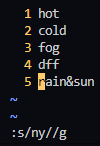 1 hot
2 cold
3 fog
4 dff
5 rain&sun
~
~
:s/ny//g